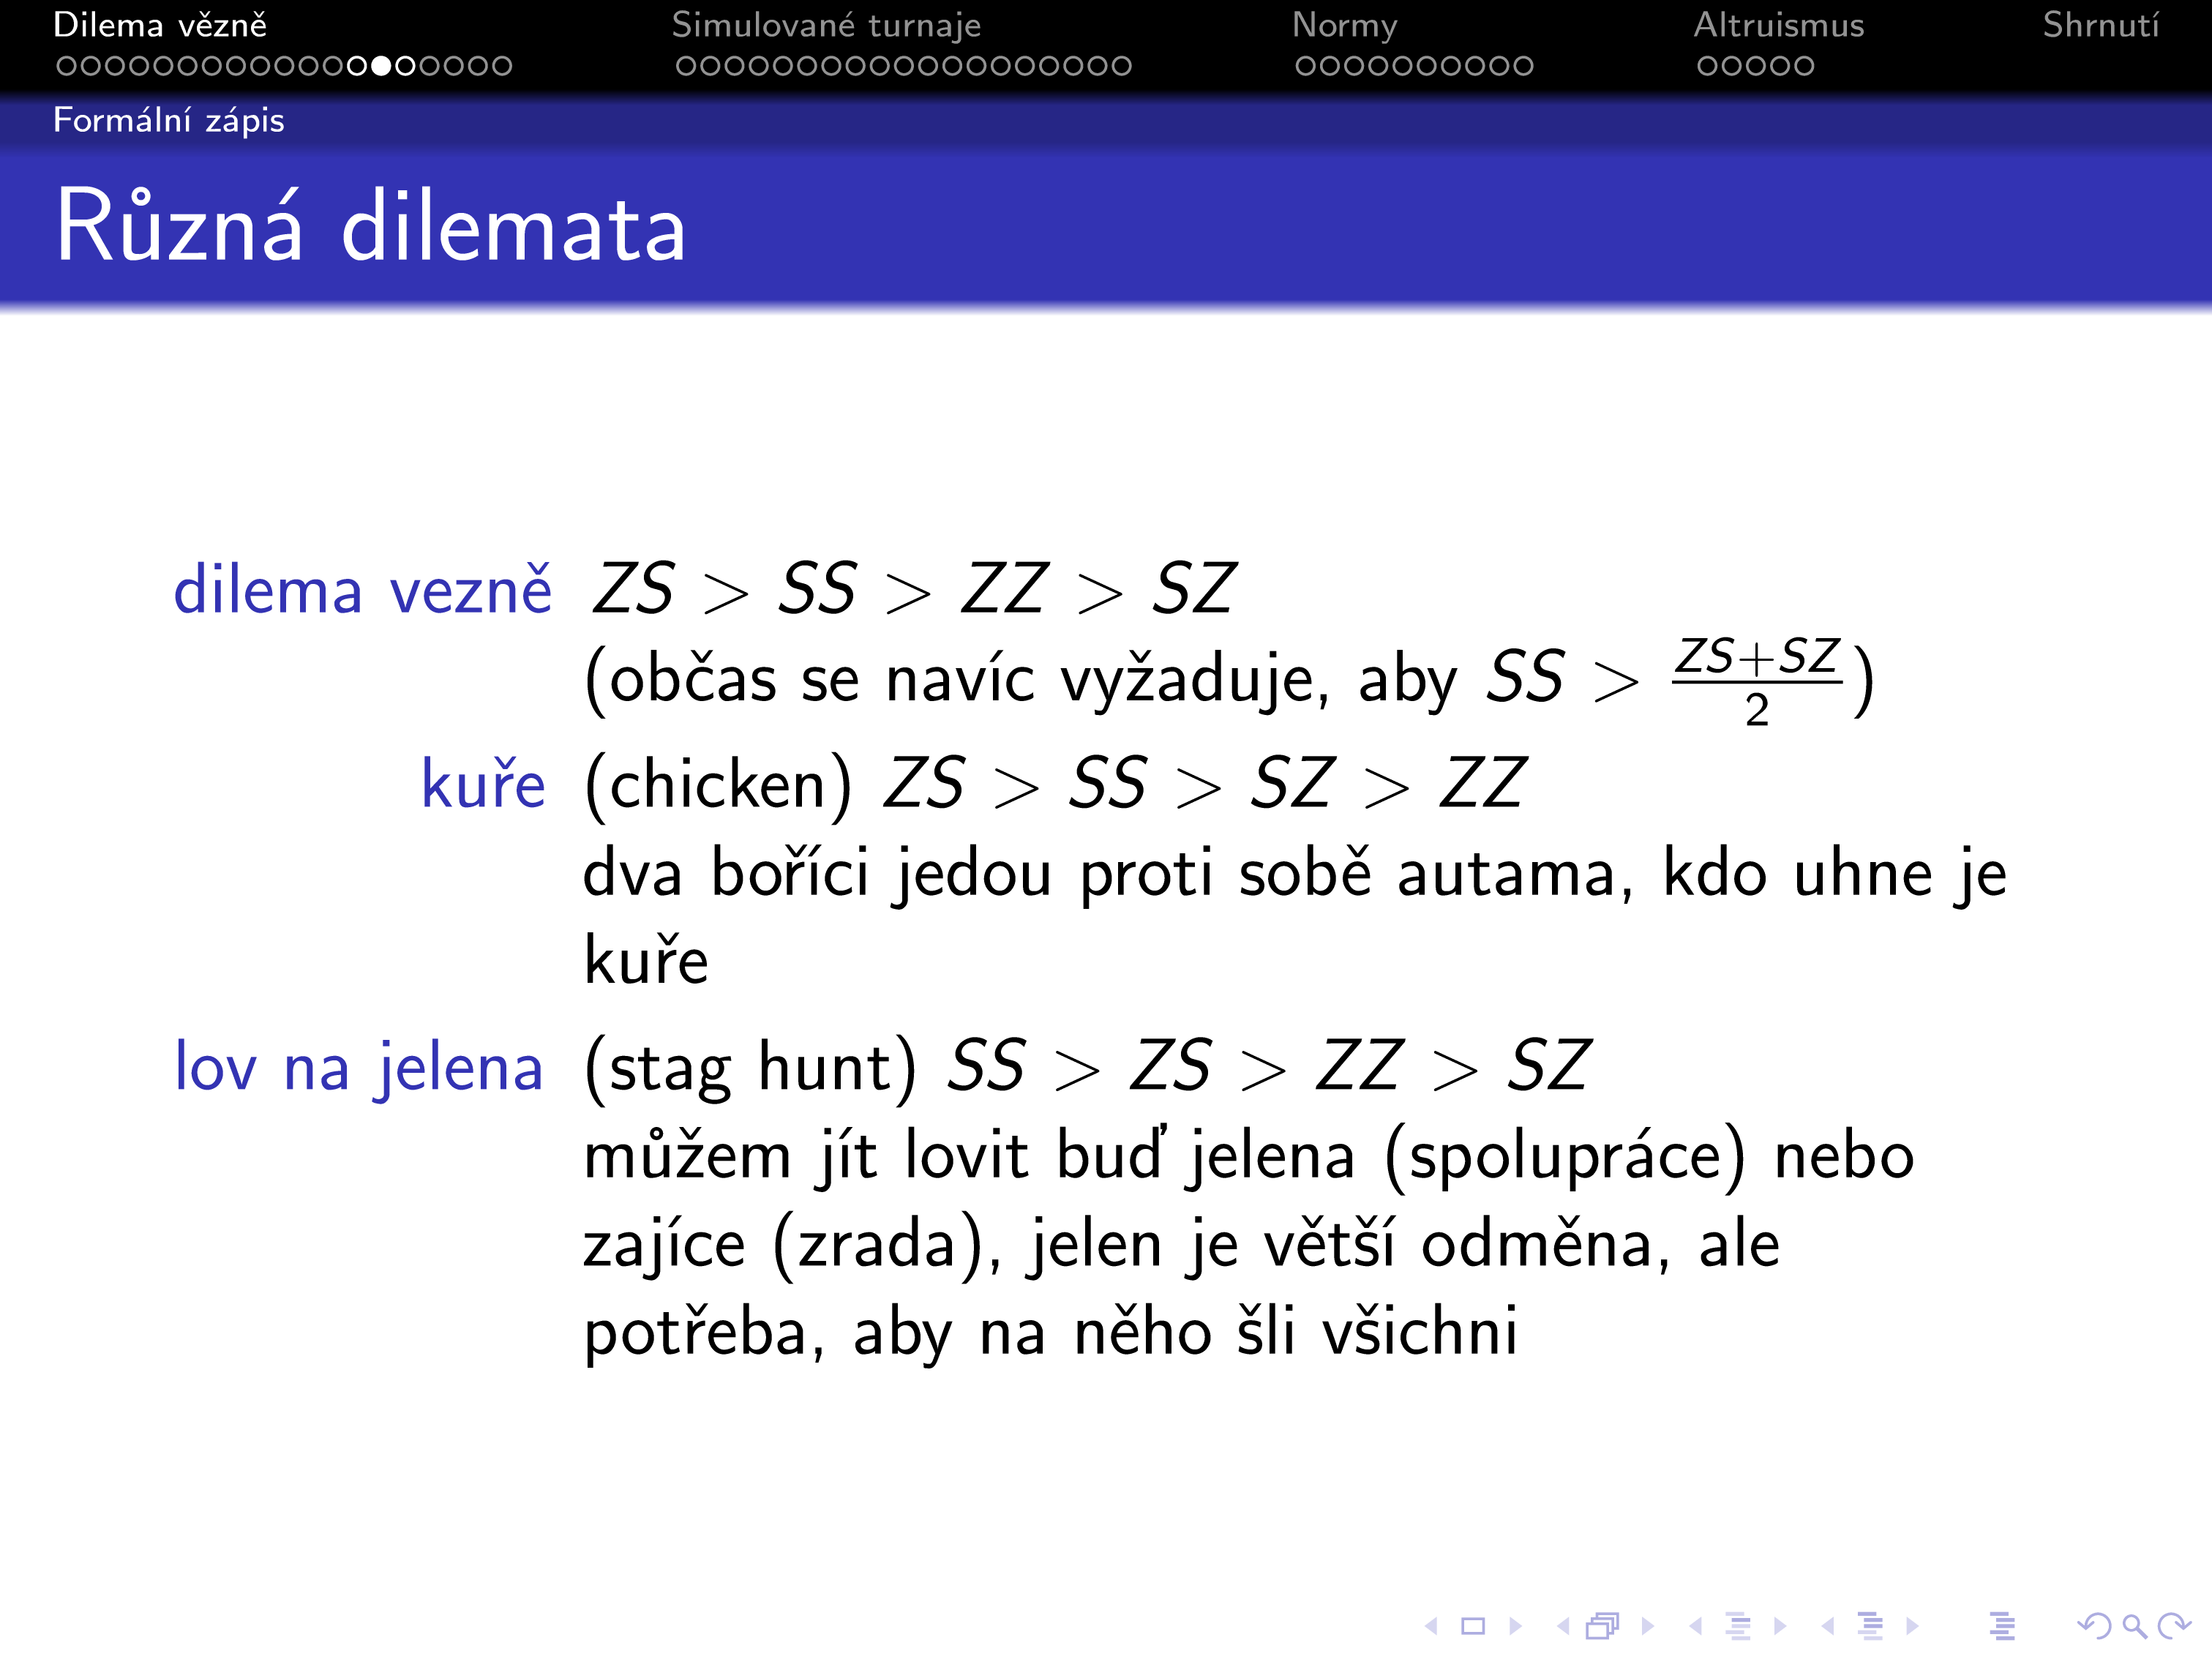 Dilema vězně Simulované turnaje Normy Altruismus Shrnutí
Formální zápis
Různá dilemata
dilema vezně ZS > SS > ZZ > SZ
(občas se navíc vyžaduje, aby SS > \frac{ZS+SZ}{2})
kuře (chicken) ZS > SS > SZ > ZZ
dva boříci jedou proti sobě autama, kdo uhne je
kuře
lov na jelena (stag hunt) SS > ZS > ZZ > SZ
můžem jít lovit buď jelena (spolupráce) nebo
zajíce (zrada), jelen je větší odměna, ale
potřeba, aby na něho šli všichni